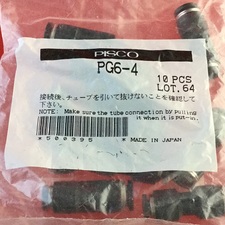 PISCO
PG6-4
10 PCS
LOT. 64
接続後、チューブを引いて抜けないことを確認して
下さい。
NOTE: Make sure the tube connection by pulling
it when it is put-in.
*500395*
*MADE IN JAPAN